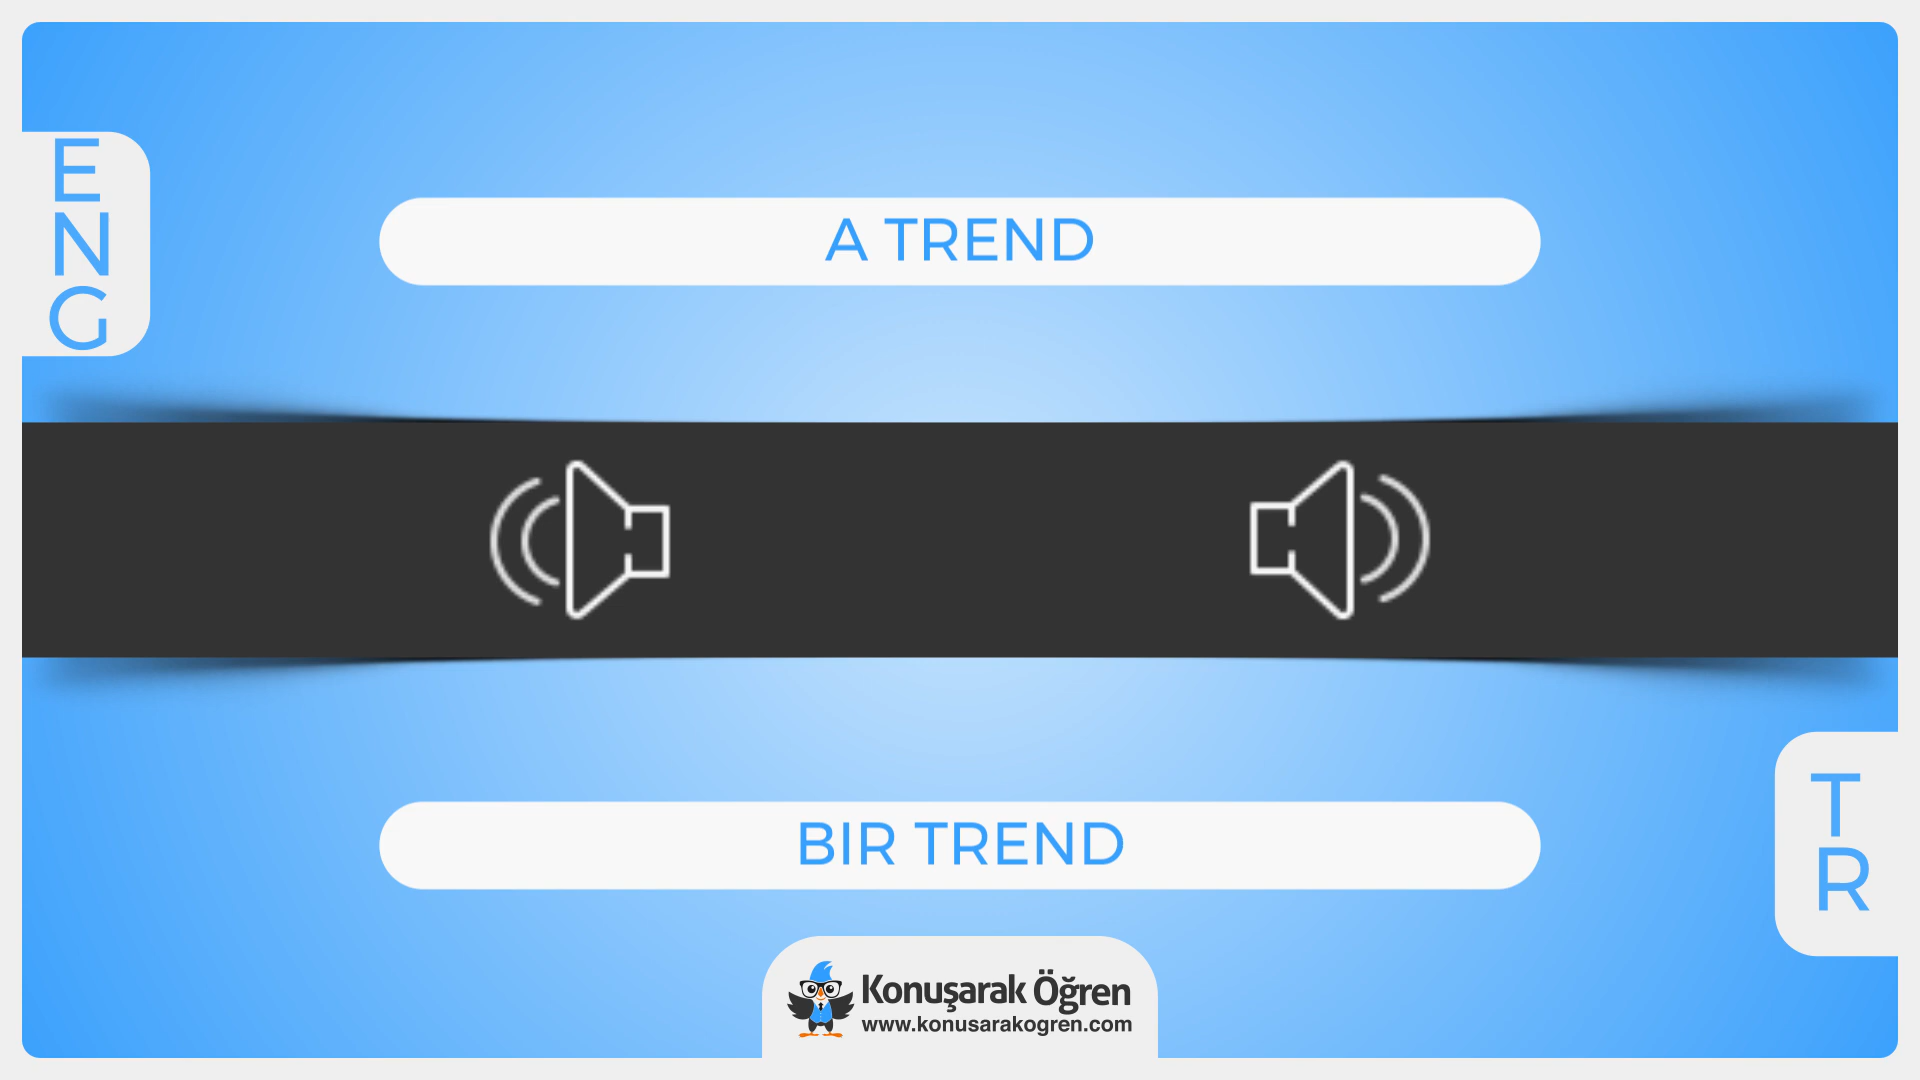 ENG
A TREND
BIR TREND
TR
Konuşarak Öğren
www.konusarakogren.com